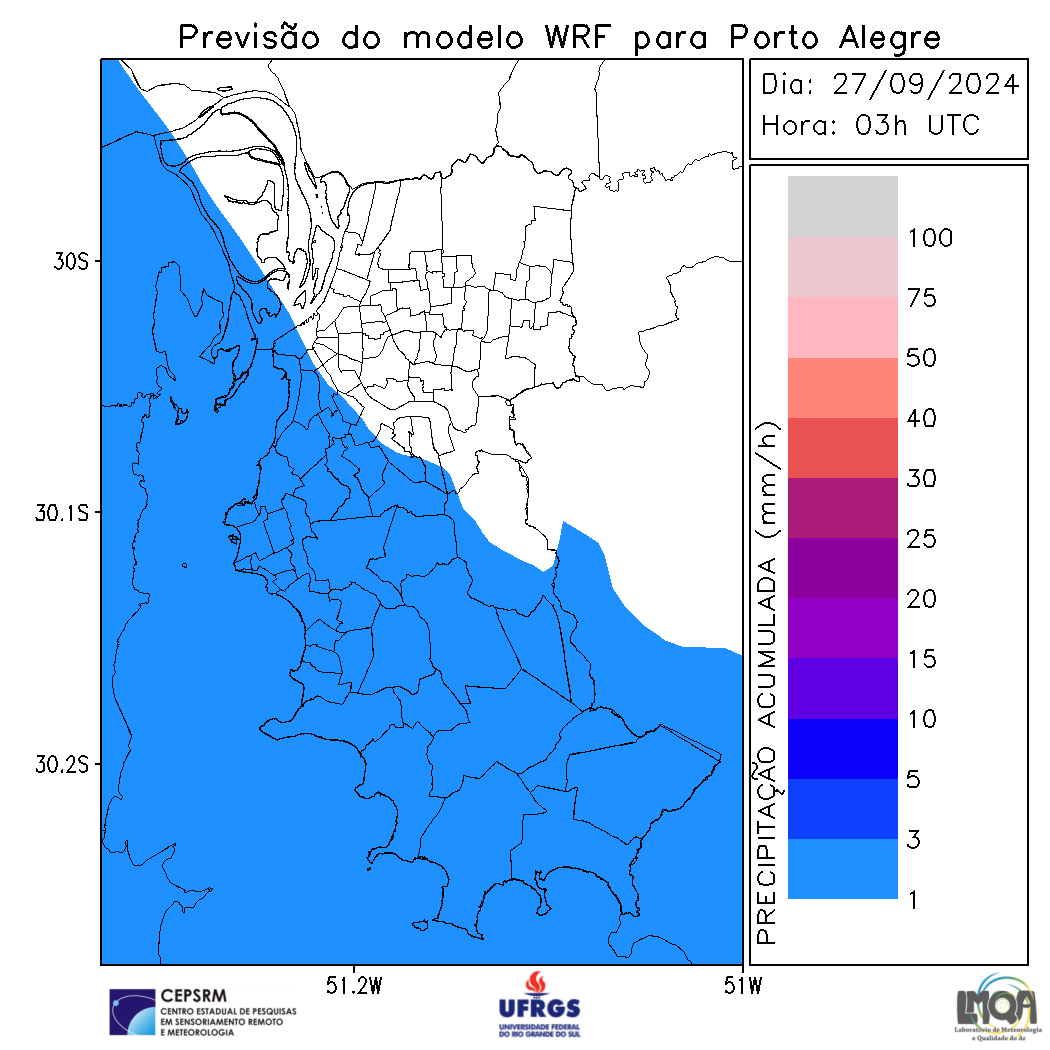 Previsão do modelo WRF para Porto Alegre
Dia: 27/09/2024
Hora: 03h UTC
30S
30.1S
30.2S
51.2W
51W
PRECIPITAÇÃO ACUMULADA (mm/h)
100
75
50
40
30
25
20
15
10
5
3
1
CEPSRM
CENTRO ESTADUAL DE PESQUISAS
EM SENSORIAMENTO REMOTO
E METEOROLOGIA
UFRGS
UNIVERSIDADE FEDERAL
DO RIO GRANDE DO SUL
LMQA
Laboratório de Meteorologia
e Qualidade do Ar